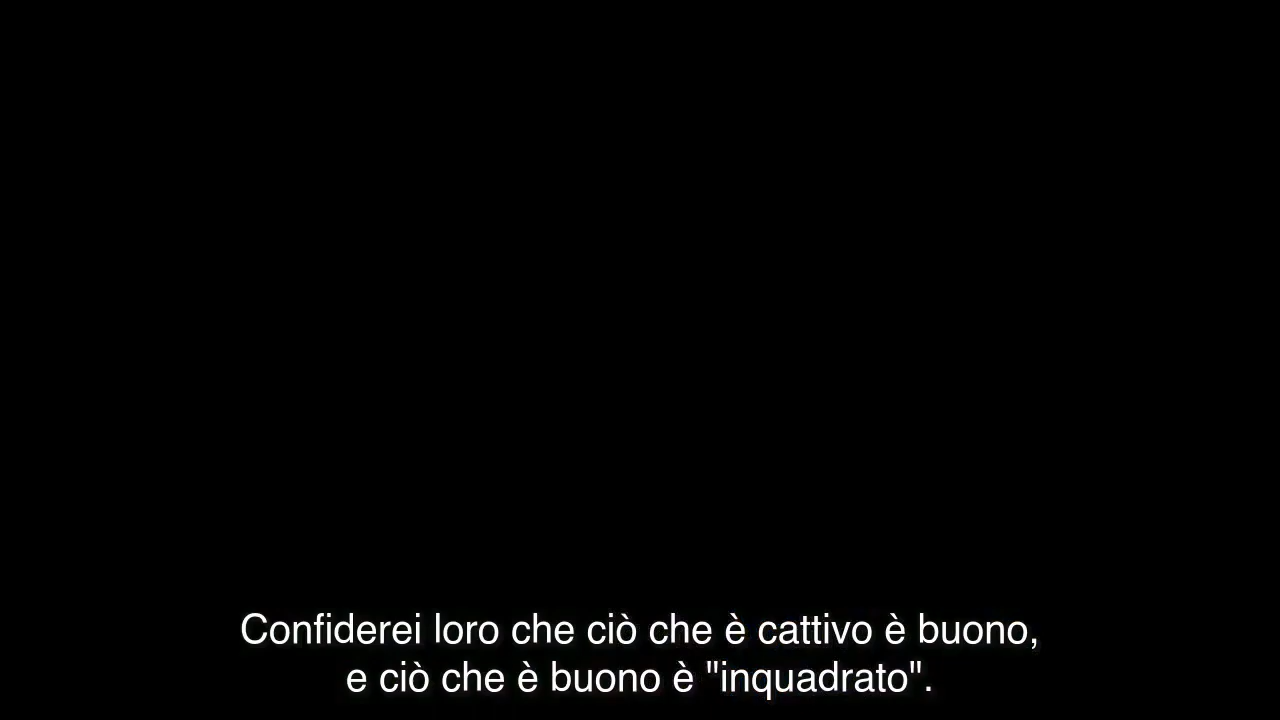 Confiderei loro che ciò che è cattivo è buono,
e ciò che è buono è "inquadrato".